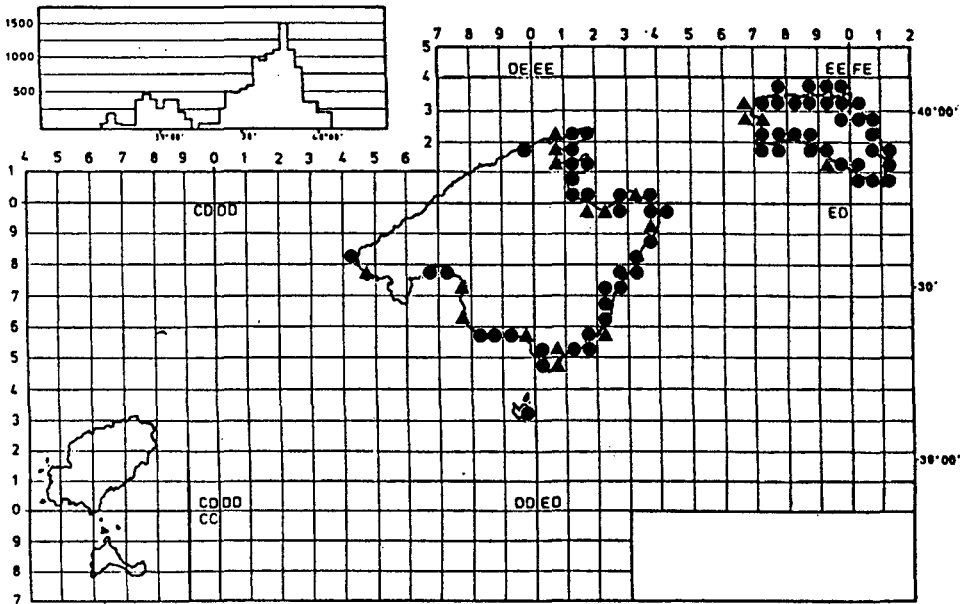 1500
1000
500
39°00' 30' 40°00'
7 8 9 0 1 2 3 4 5 6 7 8 9 0 1 2
5
4 DE EE EE FE
3 40°00'
2
4 5 6 7 8 9 0 1 2 3 4 5 6
1
0 CD DD ED
9
8
7 30'
6
5
4
3
2 39°00'
1
0 CD DD DD ED
CC
9
8
7